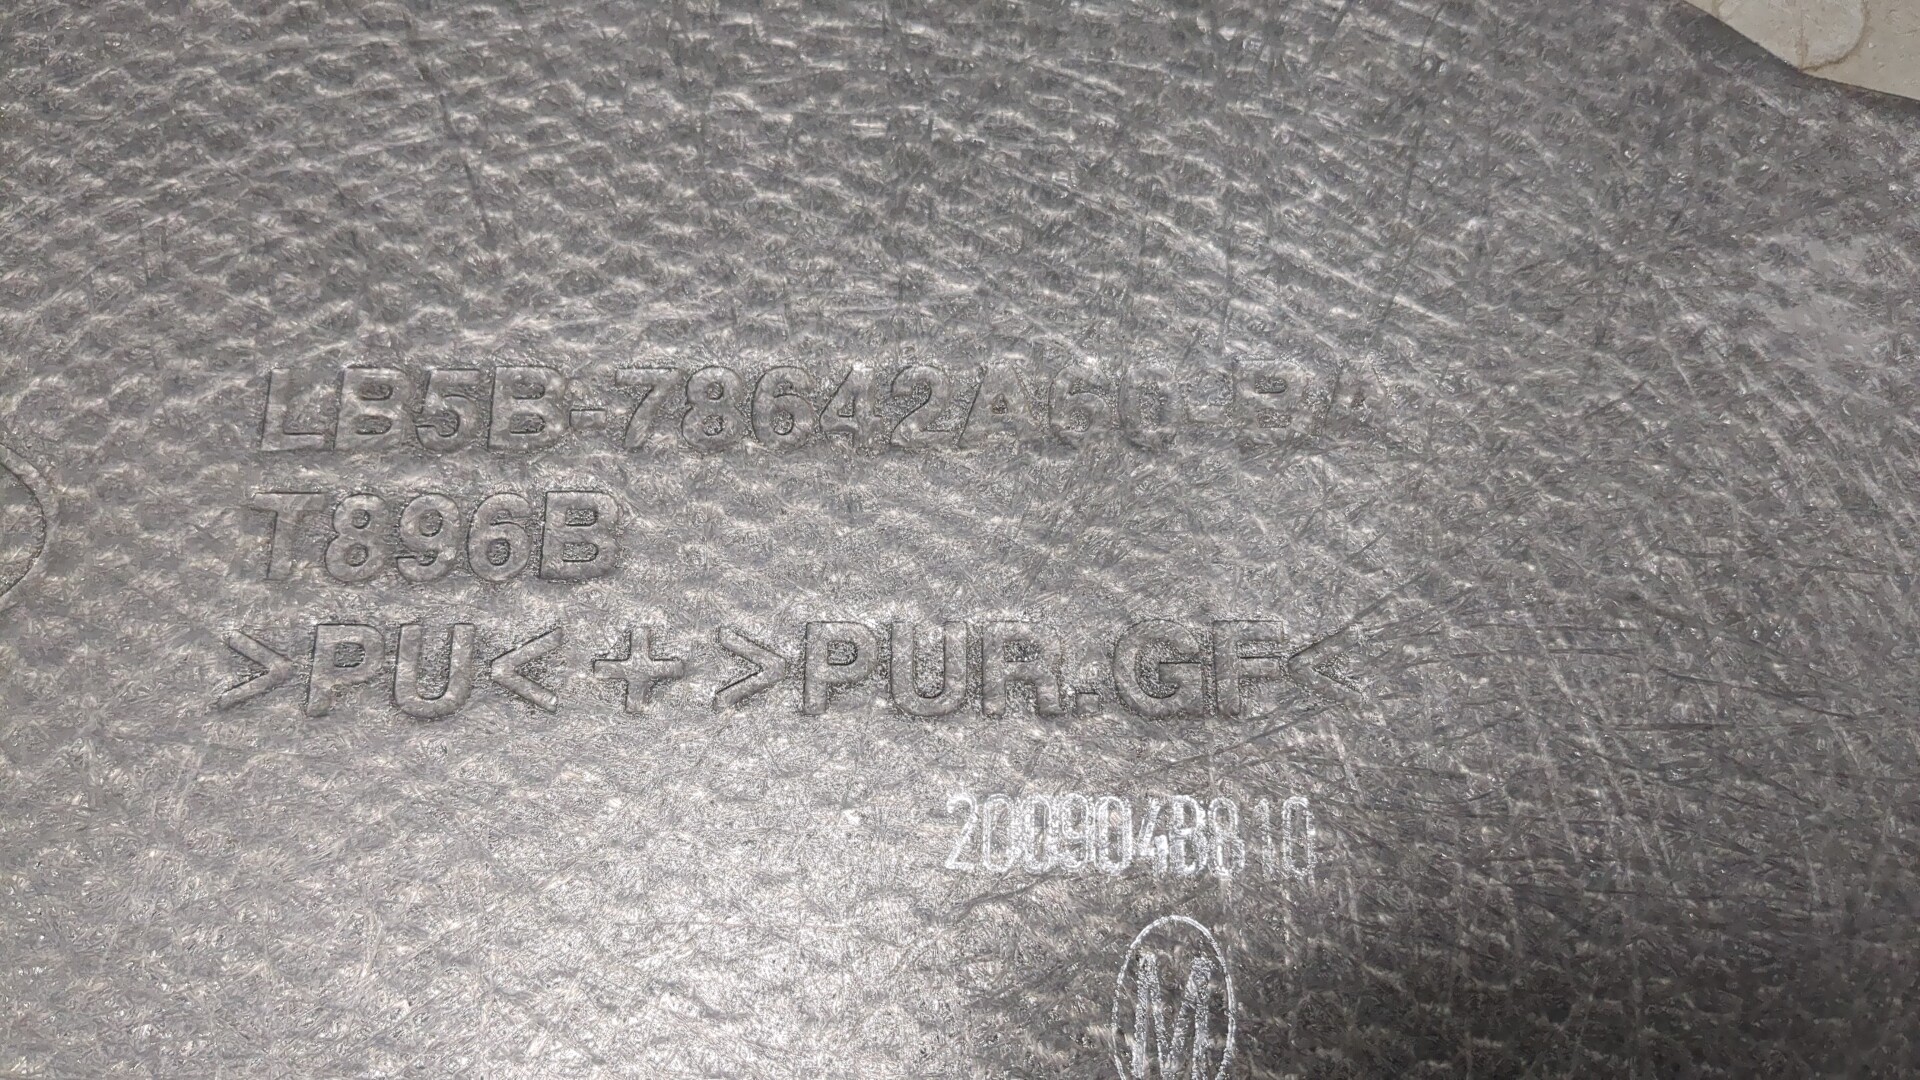 LB5B-78642A60-BA
T896B
>PU< + >PUR.GF<
200904B810
M